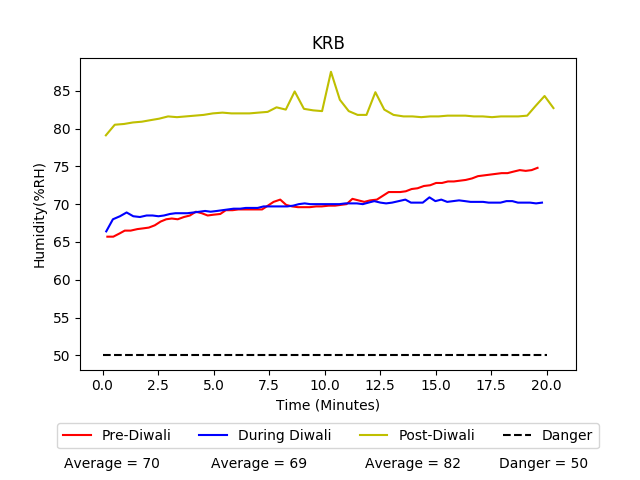 KRB
Humidity(%RH)
85
80
75
70
65
60
55
50
0.0 2.5 5.0 7.5 10.0 12.5 15.0 17.5 20.0
Time (Minutes)
Pre-Diwali During Diwali Post-Diwali Danger
Average = 70 Average = 69 Average = 82 Danger = 50